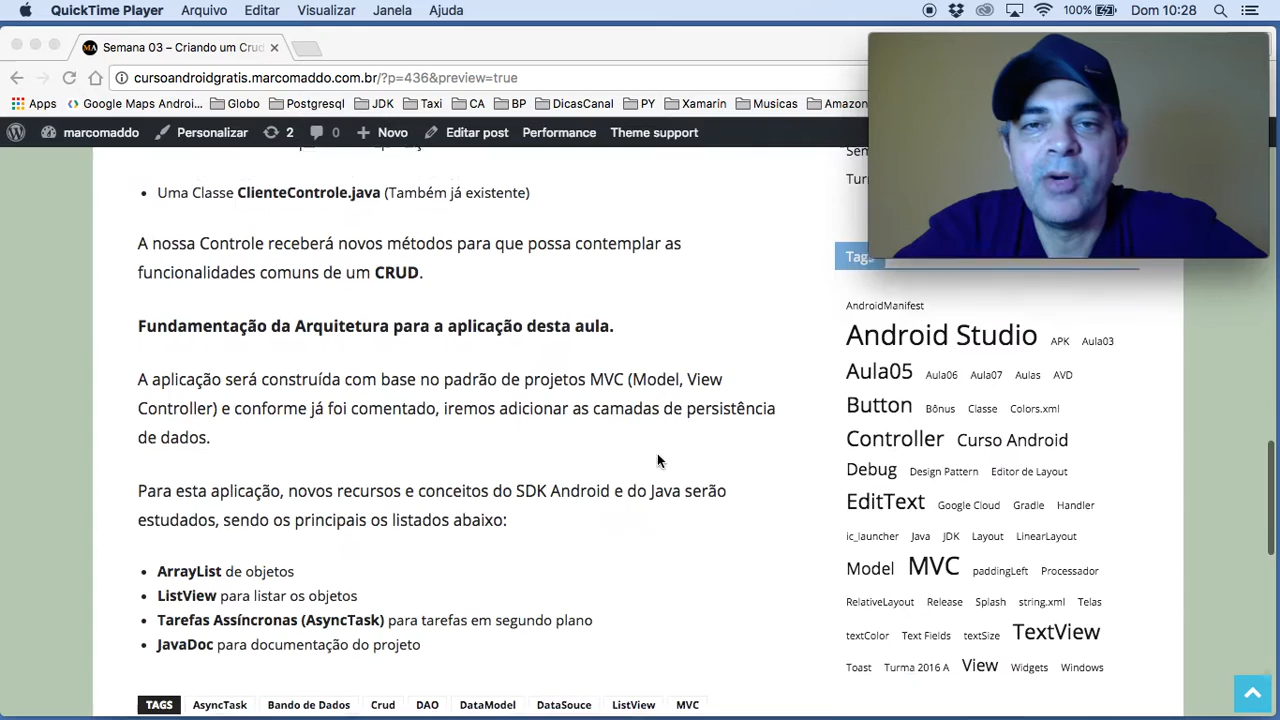 QuickTime Player Arquivo Editar Visualizar Janela Ajuda 100% Dom 10:28
MA Semana 03 – Criando um Crud
cursoandroidgratis.marcomaddo.com.br/?p=436&preview=true
Apps Google Maps Androi... Globo Postgresql JDK Taxi CA BP DicasCanal PY Xamarin Musicas Amazon
marcomaddo Personalizar 2 0 Novo Editar post Performance Theme support
Uma Classe ClienteControle.java (Também já existente)
A nossa Controle receberá novos métodos para que possa contemplar as
funcionalidades comuns de um CRUD.
Fundamentação da Arquitetura para a aplicação desta aula.
A aplicação será construída com base no padrão de projetos MVC (Model, View
Controller) e conforme já foi comentado, iremos adicionar as camadas de persistência
de dados.
Para esta aplicação, novos recursos e conceitos do SDK Android e do Java serão
estudados, sendo os principais os listados abaixo:
• ArrayList de objetos
• ListView para listar os objetos
• Tarefas Assíncronas (AsyncTask) para tarefas em segundo plano
• JavaDoc para documentação do projeto
TAGS AsyncTask Bando de Dados Crud DAO DataModel DataSouce ListView MVC
Sem
Tur
Tags
AndroidManifest
Android Studio APK Aula03
Aula05 Aula06 Aula07 Aulas AVD
Button Bônus Classe Colors.xml
Controller Curso Android
Debug Design Pattern Editor de Layout
EditText Google Cloud Gradle Handler
ic_launcher Java JDK Layout LinearLayout
Model MVC paddingLeft Processador
RelativeLayout Release Splash string.xml Telas
textColor Text Fields textSize TextView
Toast Turma 2016 A View Widgets Windows